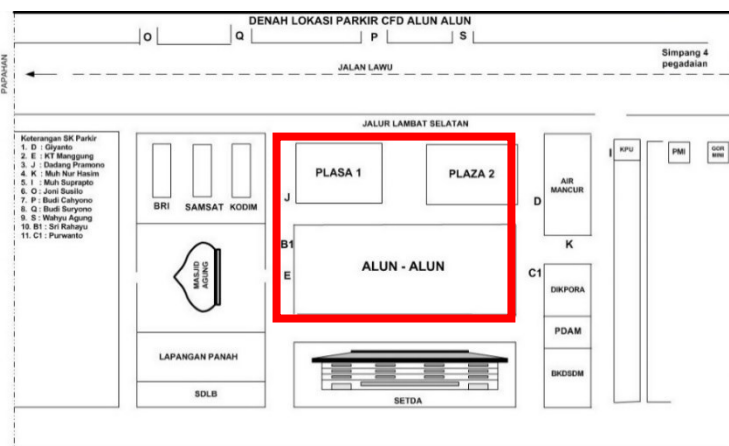 DENAH LOKASI PARKIR CFD ALUN ALUN
O
Q
P
S
PAPAHAN
Simpang 4
pegadaian
JALAN LAWU
JALUR LAMBAT SELATAN
Keterangan SK Parkir
1. D : Giyanto
2. E : KT Manggung
3. J : Dadang Pramono
4. K : Muh Nur Hasim
5. I : Muh Suprapto
6. O : Joni Susilo
7. P : Budi Cahyono
8. Q : Budi Suryono
9. S : Wahyu Agung
10. B1 : Sri Rahayu
11. C1 : Purwanto
BRI
SAMSAT
KODIM
MASJID
AGUNG
LAPANGAN PANAH
SDLB
J
B1
E
PLASA 1
PLAZA 2
ALUN - ALUN
SETDA
D
C1
AIR
MANCUR
K
DIKPORA
PDAM
BKDSDM
I
KPU
PMI
GOR
MINI